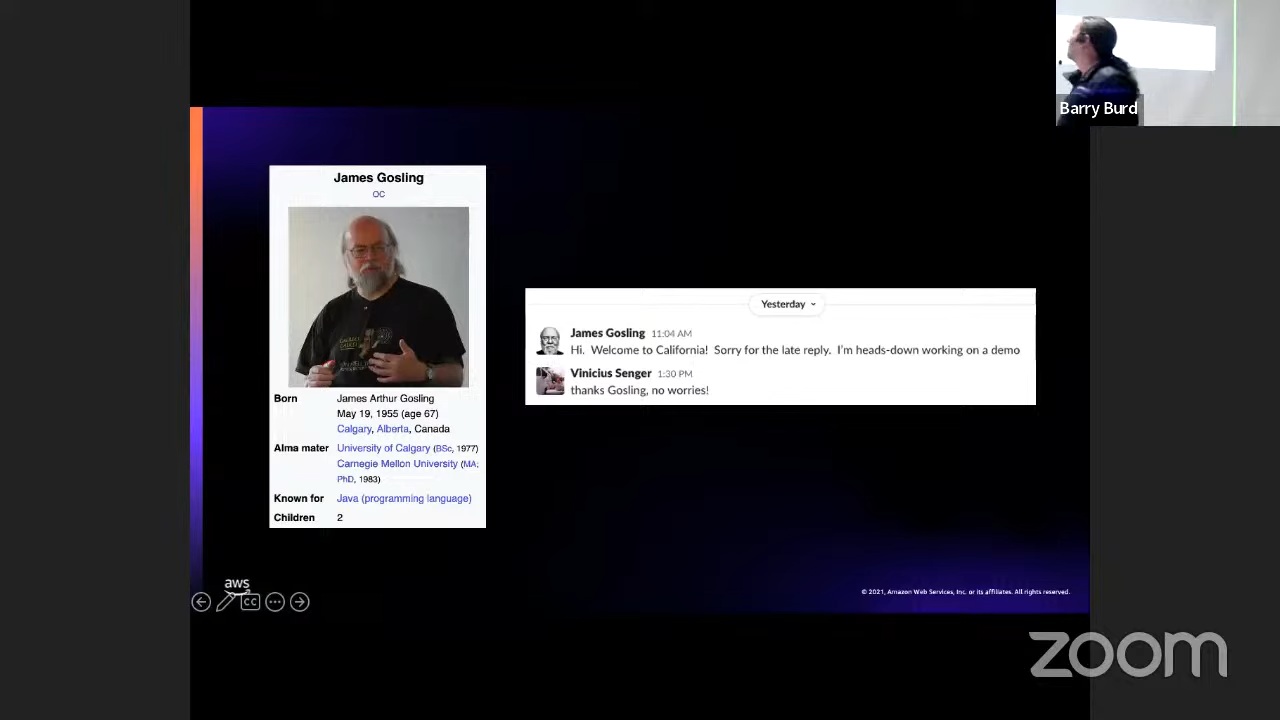 Barry Burd
James Gosling
OC
Born James Arthur Gosling
May 19, 1955 (age 67)
Calgary, Alberta, Canada
Alma mater University of Calgary (BSc, 1977)
Carnegie Mellon University (MA;
PhD, 1983)
Known for Java (programming language)
Children 2
Yesterday
James Gosling 11:04 AM
Hi. Welcome to California! Sorry for the late reply. I'm heads-down working on a demo
Vinicius Senger 1:30 PM
thanks Gosling, no worries!
aws
CC
© 2021, Amazon Web Services, Inc. or its affiliates. All rights reserved.
zoom